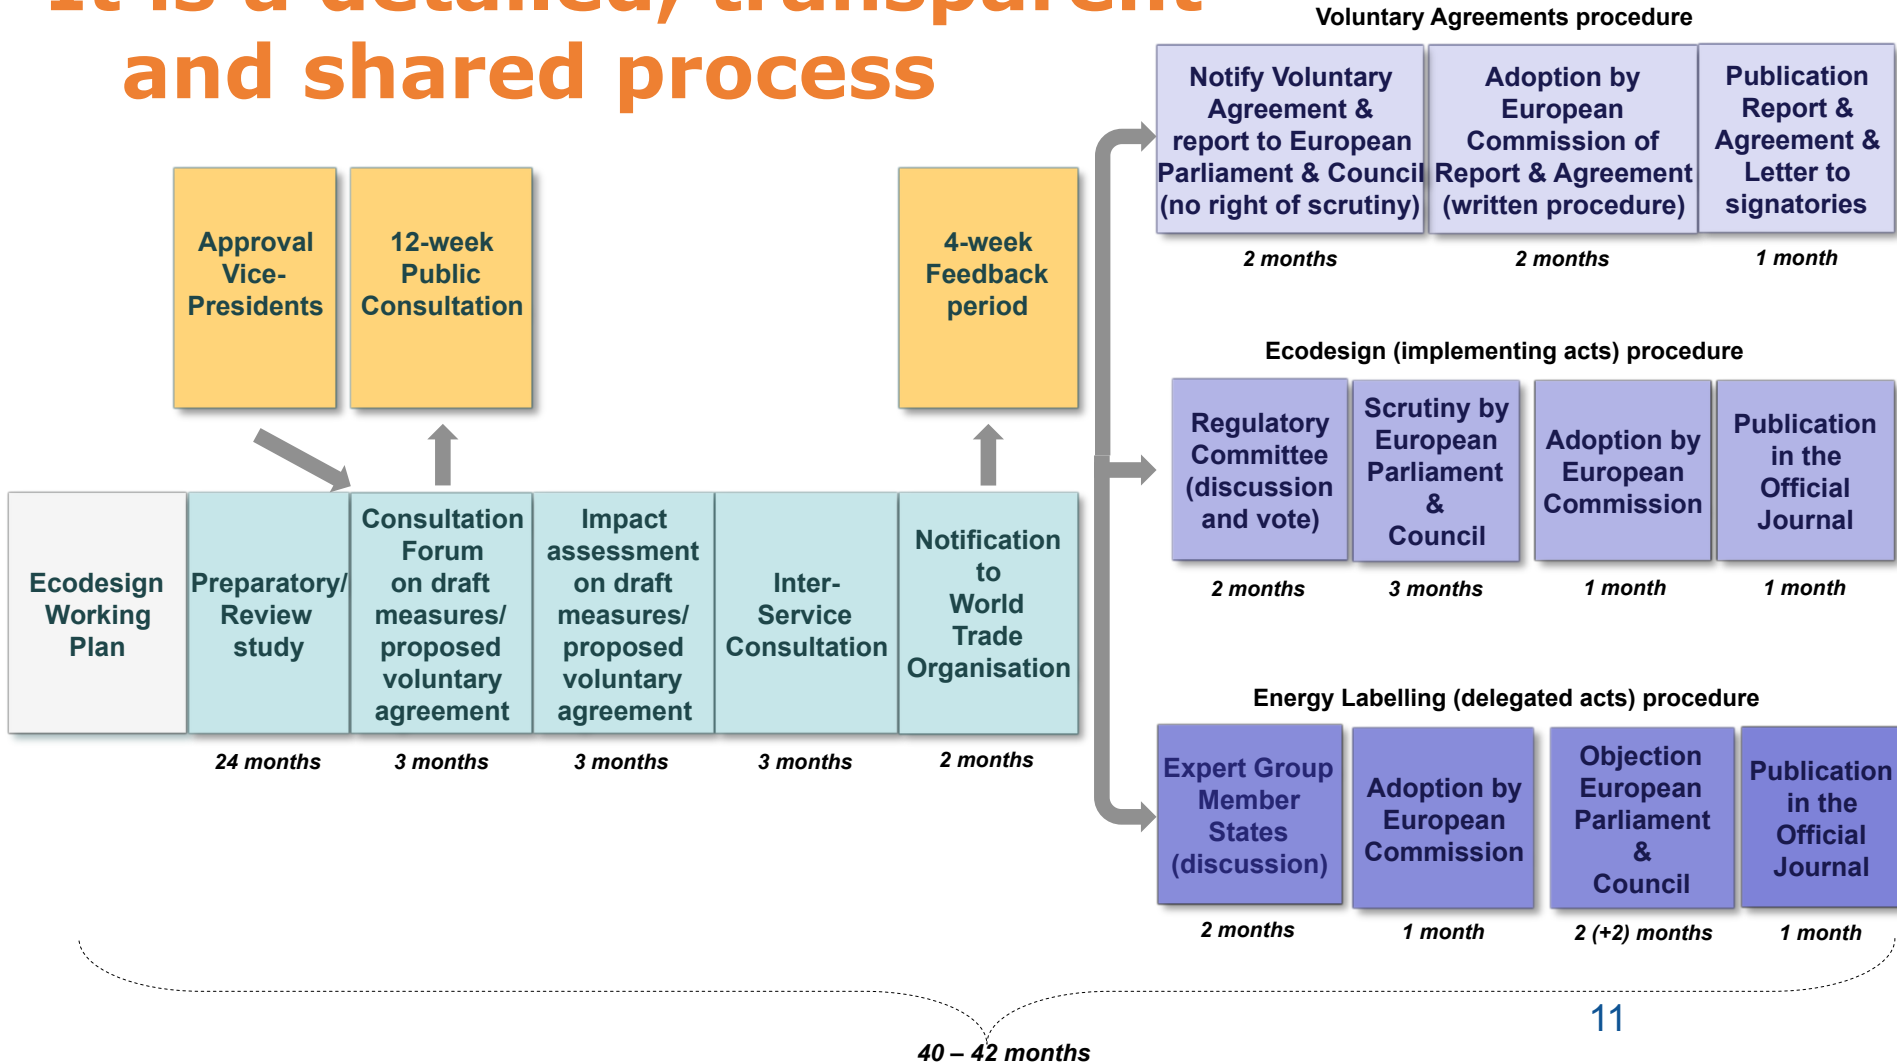 It is a detailed, transparent
and shared process
Voluntary Agreements procedure
Notify Voluntary
Agreement &
report to European
Parliament & Council
(no right of scrutiny)
2 months
Adoption by
European
Commission of
Report & Agreement
(written procedure)
2 months
Publication
Report &
Agreement &
Letter to
signatories
1 month
Approval
Vice-
Presidents
12-week
Public
Consultation
4-week
Feedback
period
Ecodesign (implementing acts) procedure
Regulatory
Committee
(discussion
and vote)
2 months
Scrutiny by
European
Parliament
&
Council
3 months
Adoption by
European
Commission
1 month
Publication
in the
Official
Journal
1 month
Ecodesign
Working
Plan
Preparatory/
Review
study
24 months
Consultation
Forum
on draft
measures/
proposed
voluntary
agreement
3 months
Impact
assessment
on draft
measures/
proposed
voluntary
agreement
3 months
Inter-
Service
Consultation
3 months
Notification
to
World
Trade
Organisation
2 months
Energy Labelling (delegated acts) procedure
Expert Group
Member
States
(discussion)
2 months
Adoption by
European
Commission
1 month
Objection
European
Parliament
&
Council
2 (+2) months
Publication
in the
Official
Journal
1 month
11
40 – 42 months